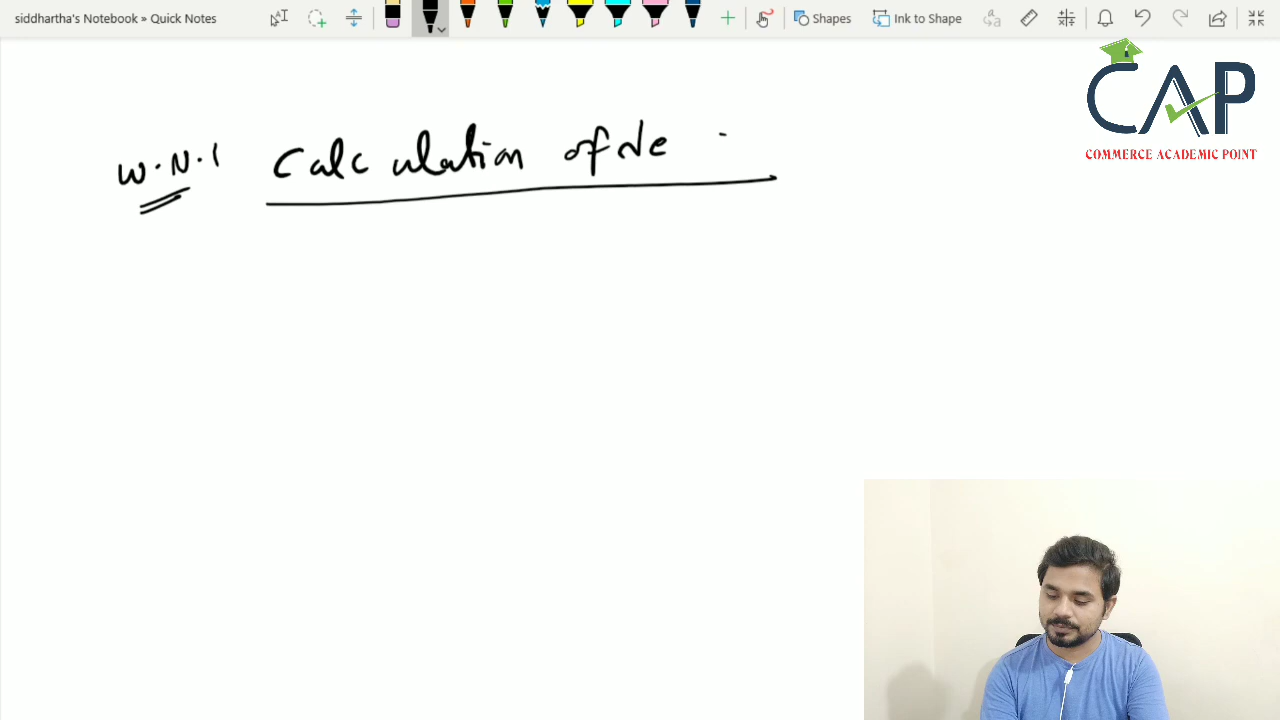 siddhartha's Notebook » Quick Notes
Shapes
Ink to Shape
CAP
COMMERCE ACADEMIC POINT
W.N.1 Calculation of Ne